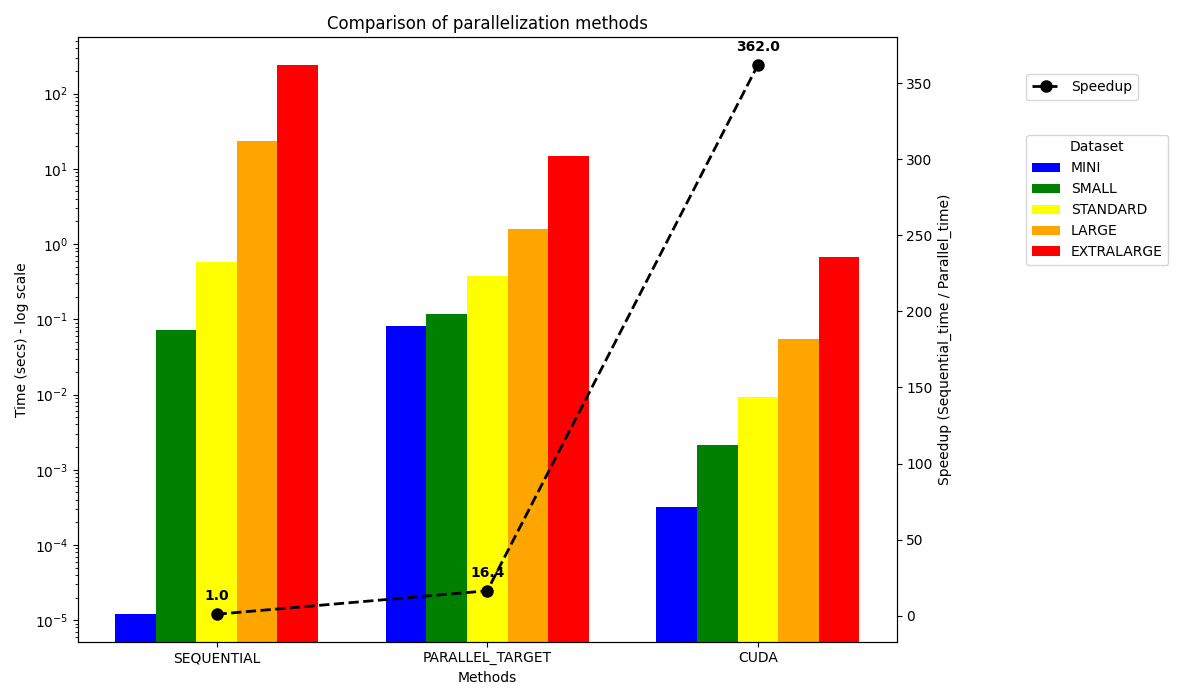 Comparison of parallelization methods
Time (secs) - log scale
10²
10¹
10⁰
10⁻¹
10⁻²
10⁻³
10⁻⁴
10⁻⁵
1.0
16.4
362.0
SEQUENTIAL
PARALLEL_TARGET
CUDA
Methods
350
300
250
200
150
100
50
0
Speedup (Sequential_time / Parallel_time)
Speedup
Dataset
MINI
SMALL
STANDARD
LARGE
EXTRALARGE